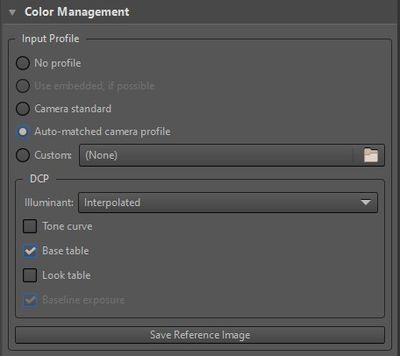 Color Management
Input Profile
No profile
Use embedded, if possible
Camera standard
Auto-matched camera profile
Custom: (None)
DCP
Illuminant: Interpolated
Tone curve
Base table
Look table
Baseline exposure
Save Reference Image